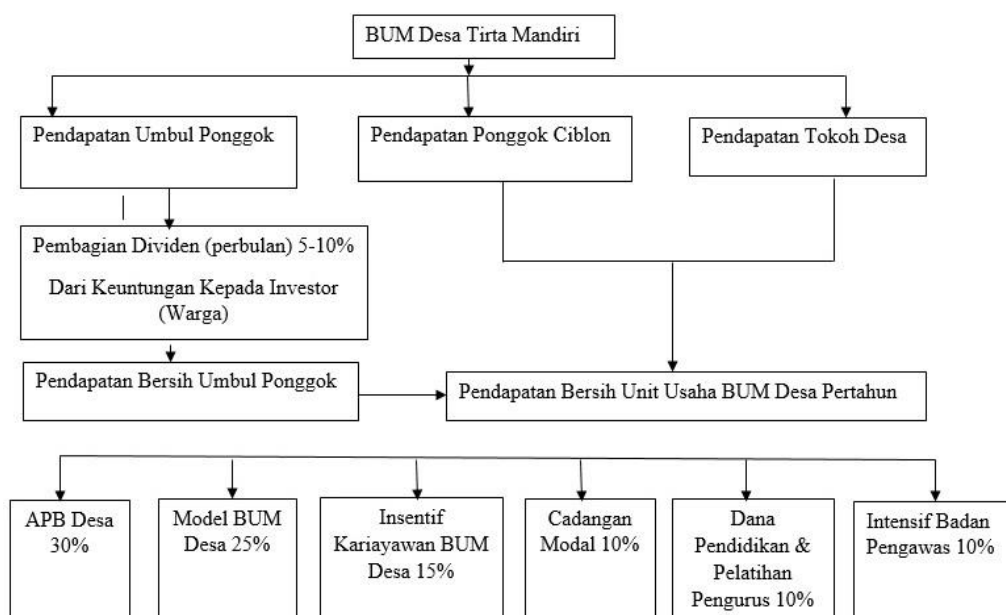 BUM Desa Tirta Mandiri
Pendapatan Umbul Ponggok
Pendapatan Ponggok Ciblon
Pendapatan Tokoh Desa
Pembagian Dividen (perbulan) 5-10%
Dari Keuntungan Kepada Investor
(Warga)
Pendapatan Bersih Umbul Ponggok
Pendapatan Bersih Unit Usaha BUM Desa Pertahun
APB Desa
30%
Model BUM
Desa 25%
Insentif
Kariayawan BUM
Desa 15%
Cadangan
Modal 10%
Dana
Pendidikan &
Pelatihan
Pengurus 10%
Intensif Badan
Pengawas 10%